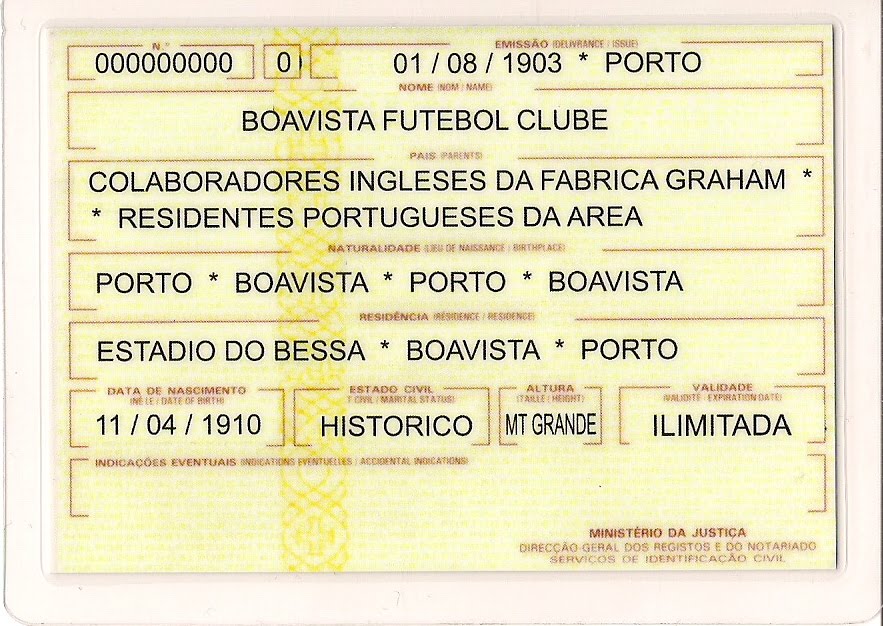 N.º EMISSÃO (DELIVRANCE / ISSUE)
000000000 0 01 / 08 / 1903 * PORTO
NOME (NOM / NAME)
BOAVISTA FUTEBOL CLUBE
PAIS (PARENTS)
COLABORADORES INGLESES DA FABRICA GRAHAM *
* RESIDENTES PORTUGUESES DA AREA
NATURALIDADE (LIEU DE NAISSANCE / BIRTHPLACE)
PORTO * BOAVISTA * PORTO * BOAVISTA
RESIDÊNCIA (RÉSIDENCE / RESIDENCE)
ESTADIO DO BESSA * BOAVISTA * PORTO
DATA DE NASCIMENTO ESTADO CIVIL ALTURA VALIDADE
(NÉ LE / DATE OF BIRTH) T CIVIL / MARITAL STATUS) (TAILLE / HEIGHT) (VALIDITÉ / EXPIRATION DATE)
11 / 04 / 1910 HISTORICO MT GRANDE ILIMITADA
INDICAÇÕES EVENTUAIS (INDICATIONS EVENTUELLES / ACCIDENTAL INDICATIONS)
MINISTÉRIO DA JUSTIÇA
DIRECÇÃO GERAL DOS REGISTOS E DO NOTARIADO
SERVIÇOS DE IDENTIFICAÇÃO CIVIL